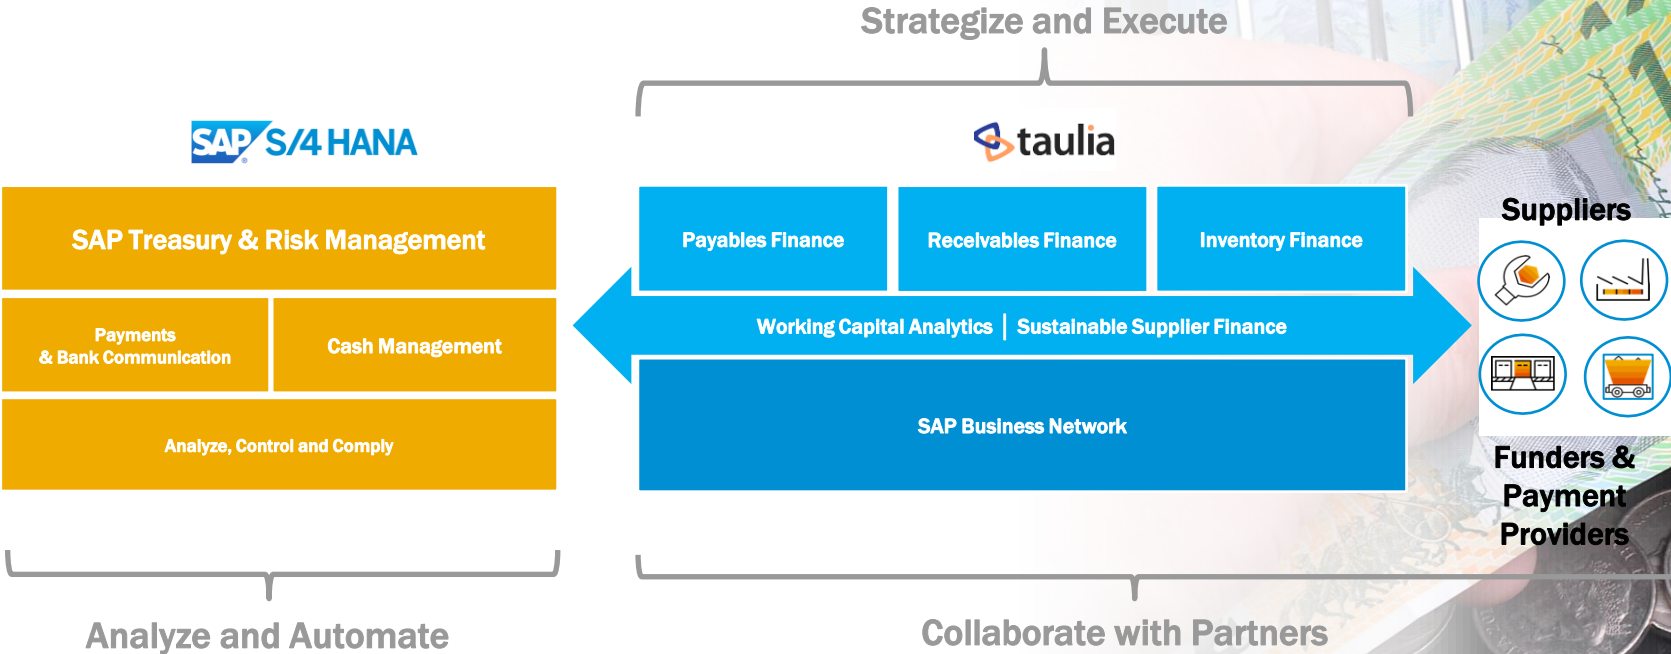 Strategize and Execute
SAP S/4 HANA
taulia
SAP Treasury & Risk Management
Payments
& Bank Communication
Cash Management
Analyze, Control and Comply
Payables Finance
Receivables Finance
Inventory Finance
Working Capital Analytics | Sustainable Supplier Finance
SAP Business Network
Suppliers
Funders &
Payment
Providers
Analyze and Automate
Collaborate with Partners